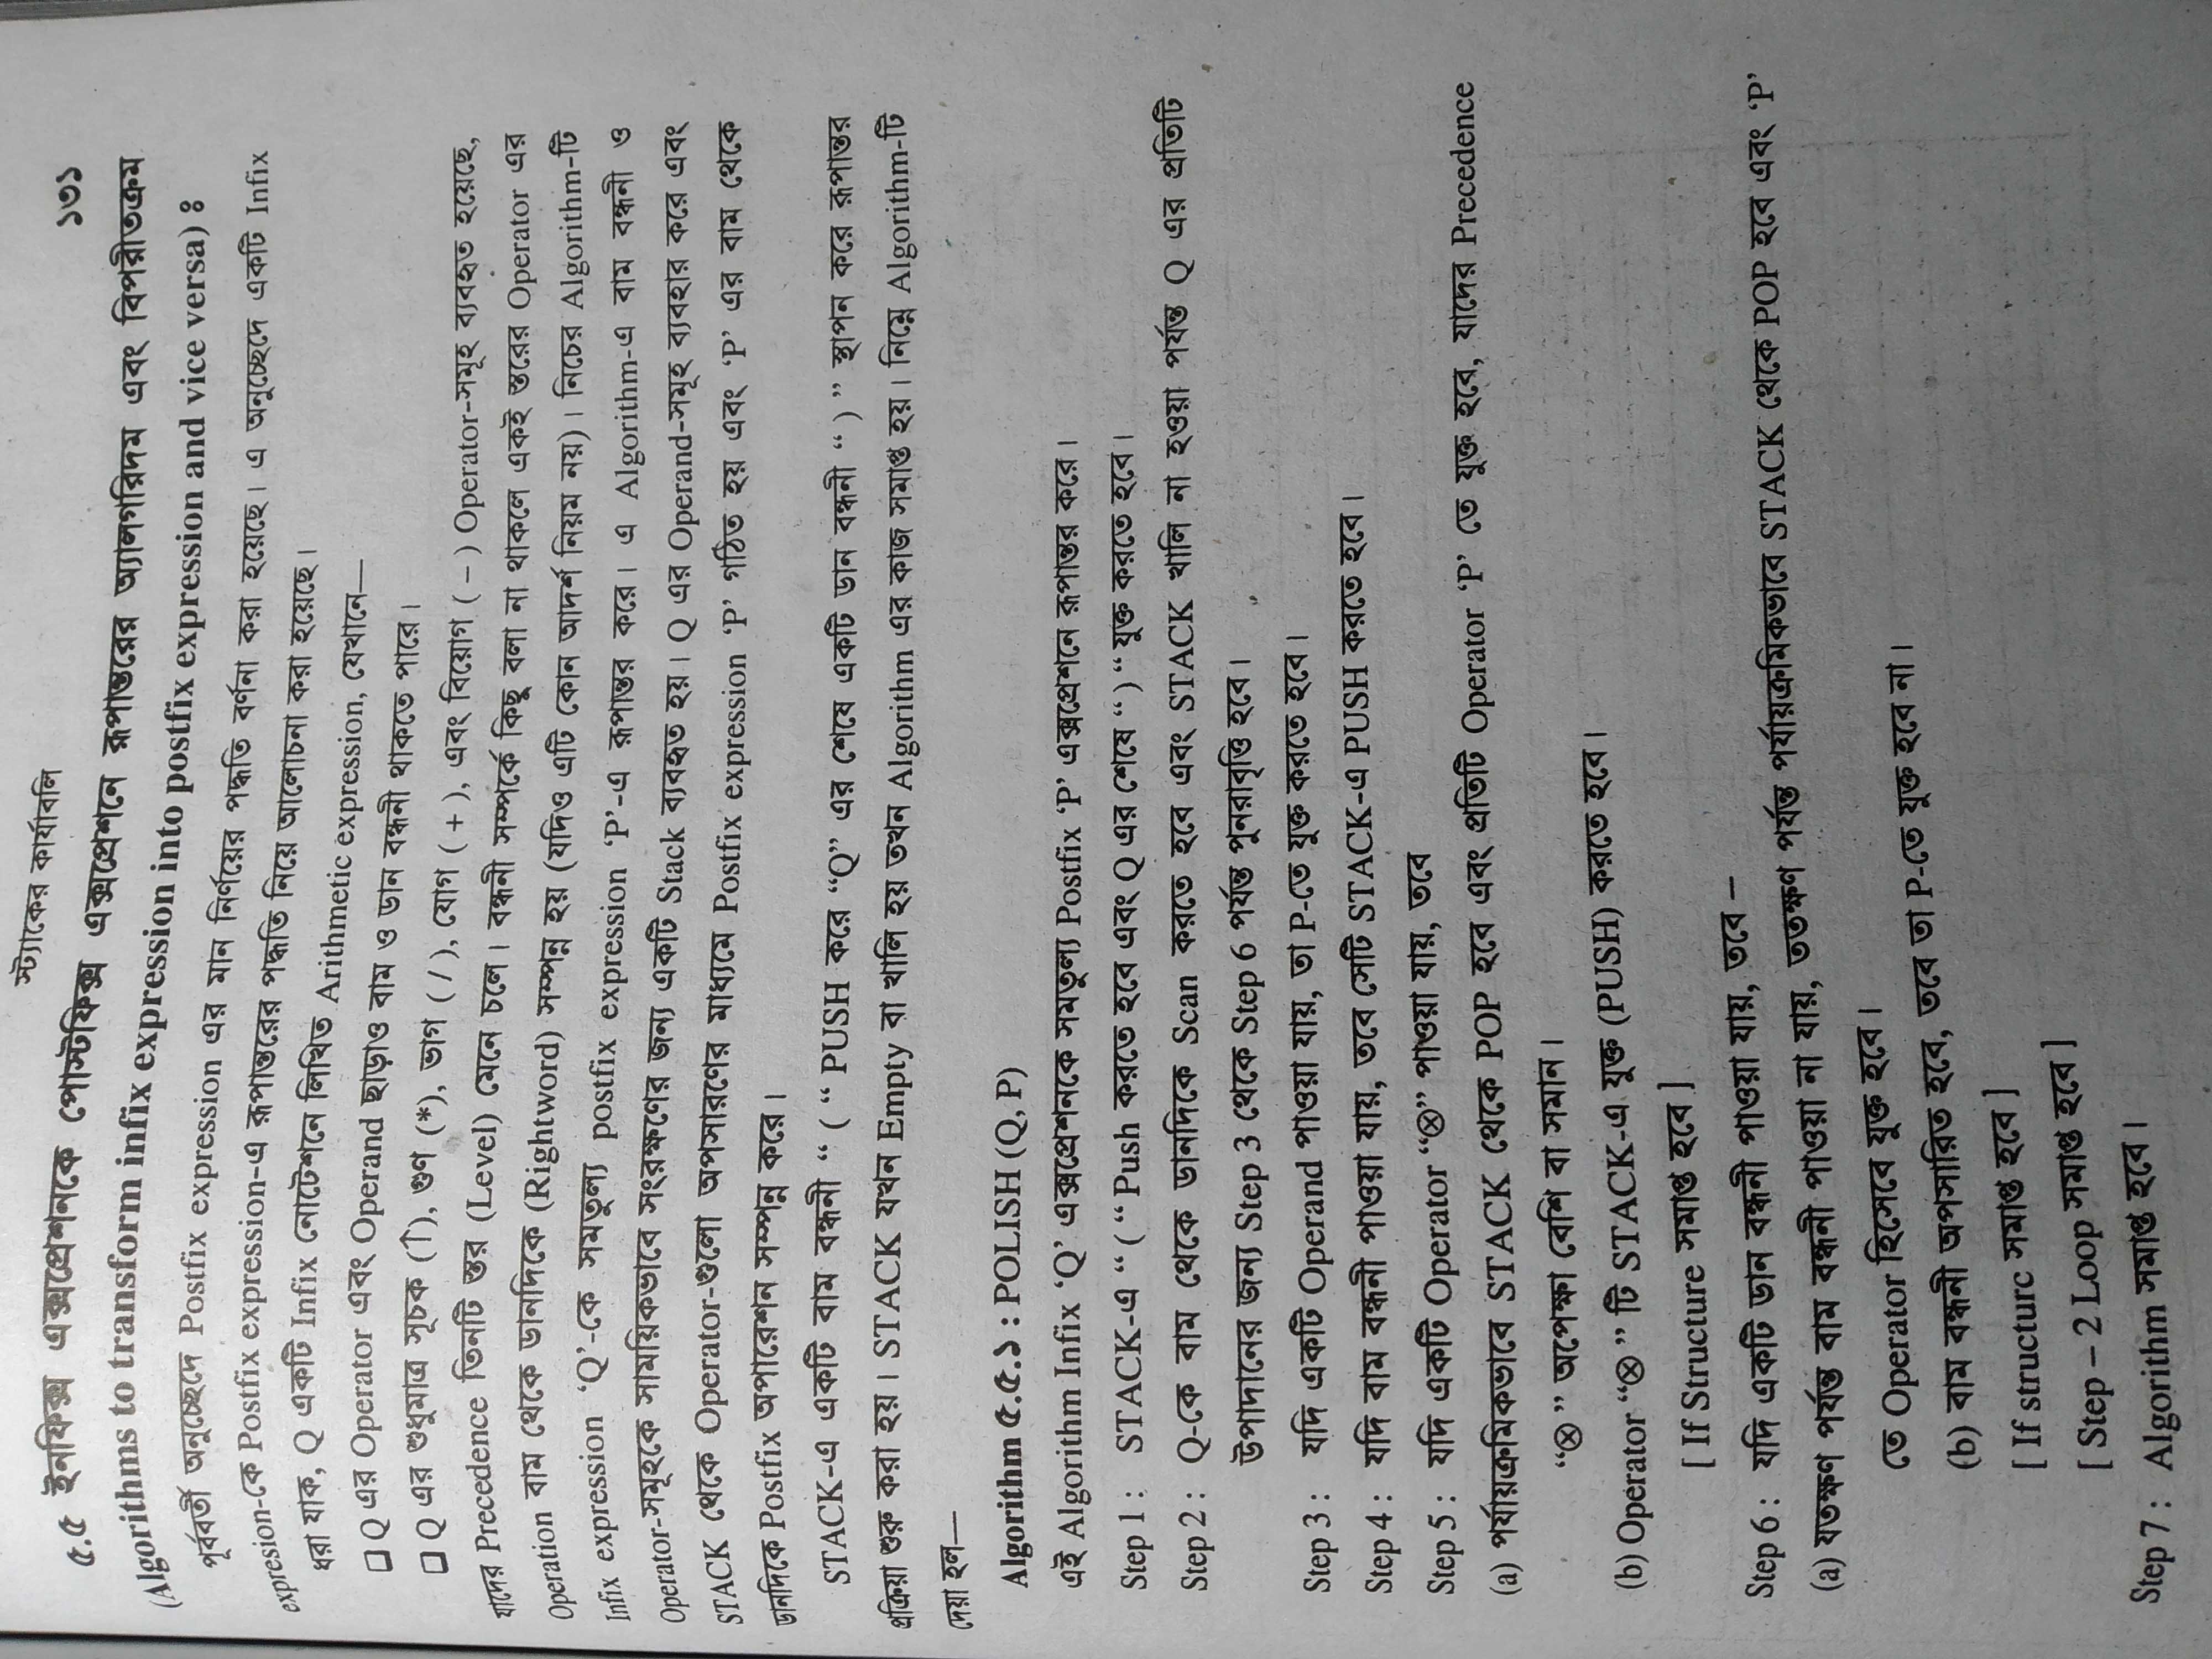 স্ট্যাকের কার্যাবলি ১৩১
৫.৫ ইনফিক্স এক্সপ্রেশনকে পোস্টফিক্স এক্সপ্রেশনে রূপান্তরের অ্যালগরিদম এবং বিপরীতক্রম
(Algorithms to transform infix expression into postfix expression and vice versa) ঃ
পূর্ববর্তী অনুচ্ছেদে Postfix expression এর মান নির্ণয়ের পদ্ধতি বর্ণনা করা হয়েছে। এ অনুচ্ছেদে একটি Infix
expresion-কে Postfix expression-এ রূপান্তরের পদ্ধতি নিয়ে আলোচনা করা হয়েছে।
ধরা যাক, Q একটি Infix নোটেশনে লিখিত Arithmetic expression, যেখানে—
❑ Q এর Operator এবং Operand ছাড়াও বাম ও ডান বন্ধনী থাকতে পারে।
❑ Q এর শুধুমাত্র সূচক (↑), গুণ (*), ভাগ ( / ), যোগ ( + ), এবং বিয়োগ ( – ) Operator-সমূহ ব্যবহৃত হয়েছে,
যাদের Precedence তিনটি স্তর (Level) মেনে চলে। বন্ধনী সম্পর্কে কিছু বলা না থাকলে একই স্তরের Operator এর
Operation বাম থেকে ডানদিকে (Rightword) সম্পন্ন হয় (যদিও এটি কোন আদর্শ নিয়ম নয়)। নিচের Algorithm-টি
Infix expression ‘Q’-কে সমতুল্য postfix expression ‘P’-এ রূপান্তর করে। এ Algorithm-এ বাম বন্ধনী ও
Operator-সমূহকে সাময়িকভাবে সংরক্ষণের জন্য একটি Stack ব্যবহৃত হয়। Q এর Operand-সমূহ ব্যবহার করে এবং
STACK থেকে Operator-গুলো অপসারণের মাধ্যমে Postfix expression ‘P’ গঠিত হয় এবং ‘P’ এর বাম থেকে
ডানদিকে Postfix অপারেশন সম্পন্ন করে।
STACK-এ একটি বাম বন্ধনী “ ( “ PUSH করে “Q” এর শেষে একটি ডান বন্ধনী “ ) ” স্থাপন করে রূপান্তর
প্রক্রিয়া শুরু করা হয়। STACK যখন Empty বা খালি হয় তখন Algorithm এর কাজ সমাপ্ত হয়। নিম্নে Algorithm-টি
দেয়া হল—
Algorithm ৫.৫.১ : POLISH (Q, P)
এই Algorithm Infix ‘Q’ এক্সপ্রেশনকে সমতুল্য Postfix ‘P’ এক্সপ্রেশনে রূপান্তর করে।
Step 1 : STACK-এ “ ( “ Push করতে হবে এবং Q এর শেষে “ ) “ যুক্ত করতে হবে।
Step 2 : Q-কে বাম থেকে ডানদিকে Scan করতে হবে এবং STACK খালি না হওয়া পর্যন্ত Q এর প্রতিটি
উপাদানের জন্য Step 3 থেকে Step 6 পর্যন্ত পুনরাবৃত্তি হবে।
Step 3 : যদি একটি Operand পাওয়া যায়, তা P-তে যুক্ত করতে হবে।
Step 4 : যদি বাম বন্ধনী পাওয়া যায়, তবে সেটি STACK-এ PUSH করতে হবে।
Step 5 : যদি একটি Operator “⊗” পাওয়া যায়, তবে
(a) পর্যায়ক্রমিকভাবে STACK থেকে POP হবে এবং প্রতিটি Operator ‘P’ তে যুক্ত হবে, যাদের Precedence
“⊗ ” অপেক্ষা বেশি বা সমান।
(b) Operator “⊗ ” টি STACK-এ যুক্ত (PUSH) করতে হবে।
[ If Structure সমাপ্ত হবে ]
Step 6 : যদি একটি ডান বন্ধনী পাওয়া যায়, তবে –
(a) যতক্ষণ পর্যন্ত বাম বন্ধনী পাওয়া না যায়, ততক্ষণ পর্যন্ত পর্যায়ক্রমিকভাবে STACK থেকে POP হবে এবং ‘P’
তে Operator হিসেবে যুক্ত হবে।
(b) বাম বন্ধনী অপসারিত হবে, তবে তা P-তে যুক্ত হবে না।
[ If structure সমাপ্ত হবে ]
[ Step – 2 Loop সমাপ্ত হবে ]
Step 7 : Algorithm সমাপ্ত হবে।